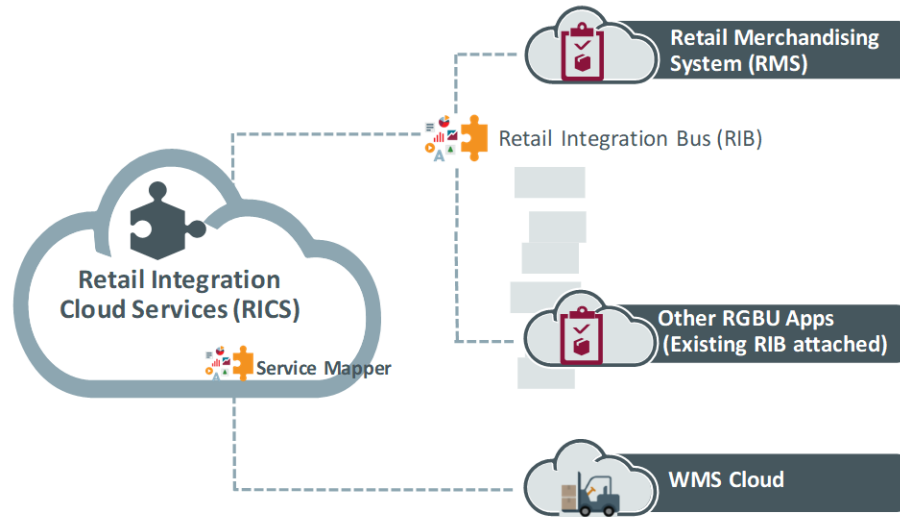 Retail Merchandising
System (RMS)
Retail Integration Bus (RIB)
Retail Integration
Cloud Services (RICS)
Other RGBU Apps
(Existing RIB attached)
Service Mapper
WMS Cloud